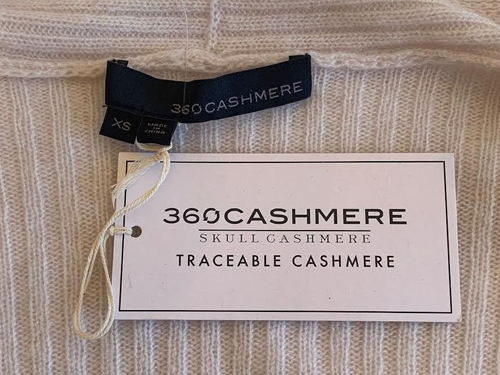 360CASHMERE
XS
MADE
IN
CHINA
360CASHMERE
SKULL CASHMERE
TRACEABLE CASHMERE